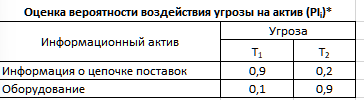 Оценка вероятности воздействия угрозы на актив (PIi)*
Информационный актив
Угроза
T1
T2
Информация о цепочке поставок
0,9
0,2
Оборудование
0,1
0,9